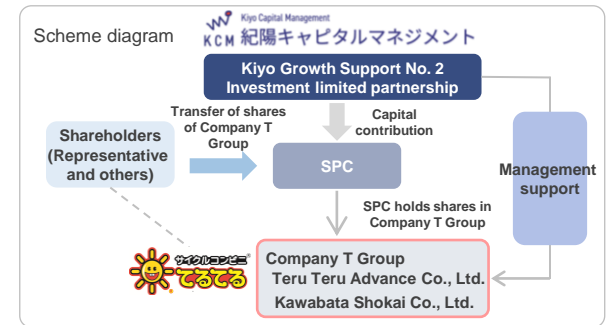 Scheme diagram
Kiyo Capital Management
KCM 紀陽キャピタルマネジメント
Kiyo Growth Support No. 2
Investment limited partnership
Transfer of shares
of Company T
Group
Capital
contribution
Shareholders
(Representative
and others)
SPC
Management
support
SPC holds shares in
Company T Group
サイクルコンビニ
てるてる
Company T Group
Teru Teru Advance Co., Ltd.
Kawabata Shokai Co., Ltd.